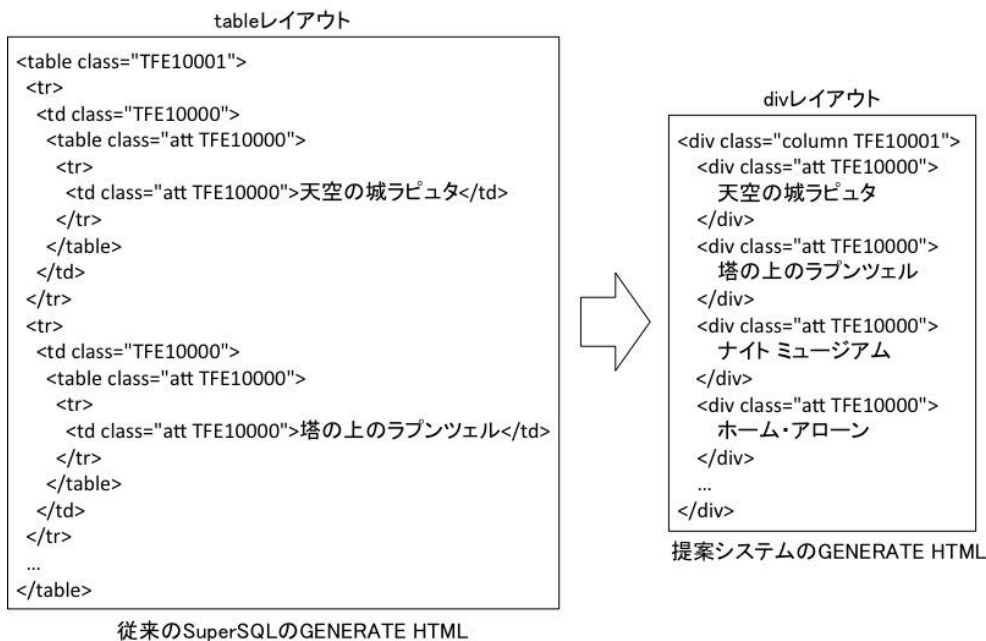 tableレイアウト
<table class="TFE10001">
<tr>
<td class="TFE10000">
<table class="att TFE10000">
<tr>
<td class="att TFE10000">天空の城ラピュタ</td>
</tr>
</table>
</td>
</tr>
<tr>
<td class="TFE10000">
<table class="att TFE10000">
<tr>
<td class="att TFE10000">塔の上のラプンツェル</td>
</tr>
</table>
</td>
</tr>
...
</table>
従来のSuperSQLのGENERATE HTML
divレイアウト
<div class="column TFE10001">
<div class="att TFE10000">
天空の城ラピュタ
</div>
<div class="att TFE10000">
塔の上のラプンツェル
</div>
<div class="att TFE10000">
ナイト ミュージアム
</div>
<div class="att TFE10000">
ホーム・アローン
</div>
...
</div>
提案システムのGENERATE HTML